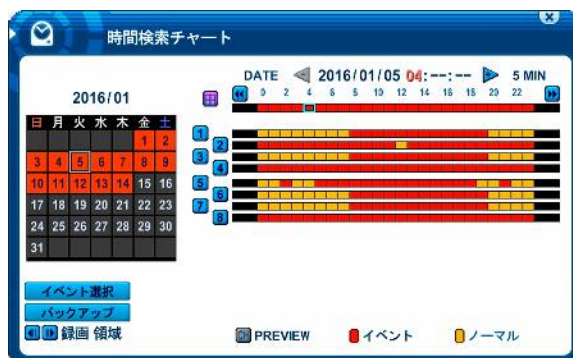 時間検索チャート
DATE 2016/01/05 04:--:-- 5 MIN
0 2 4 6 8 10 12 14 16 18 20 22
2016/01
日 月 火 水 木 金 土
1 2
3 4 5 6 7 8 9
10 11 12 13 14 15 16
17 18 19 20 21 22 23
24 25 26 27 28 29 30
31
1
2
3
4
5
6
7
8
イベント選択
バックアップ
録画 領域
CH PREVIEW イベント ノーマル